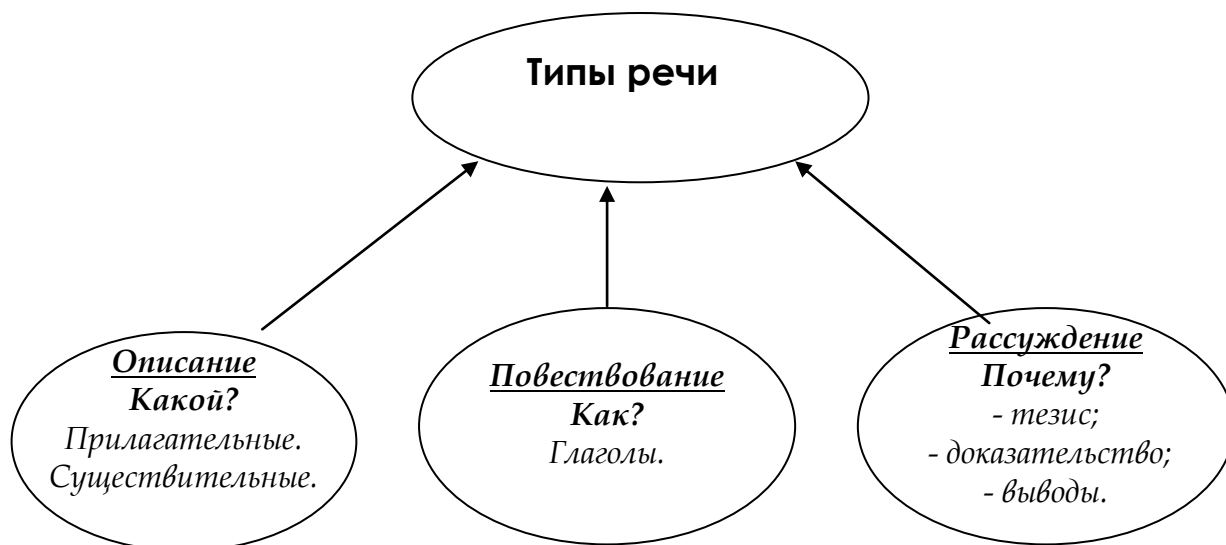 Типы речи
Описание
Какой?
Прилагательные.
Существительные.
Повествование
Как?
Глаголы.
Рассуждение
Почему?
- тезис;
- доказательство;
- выводы.